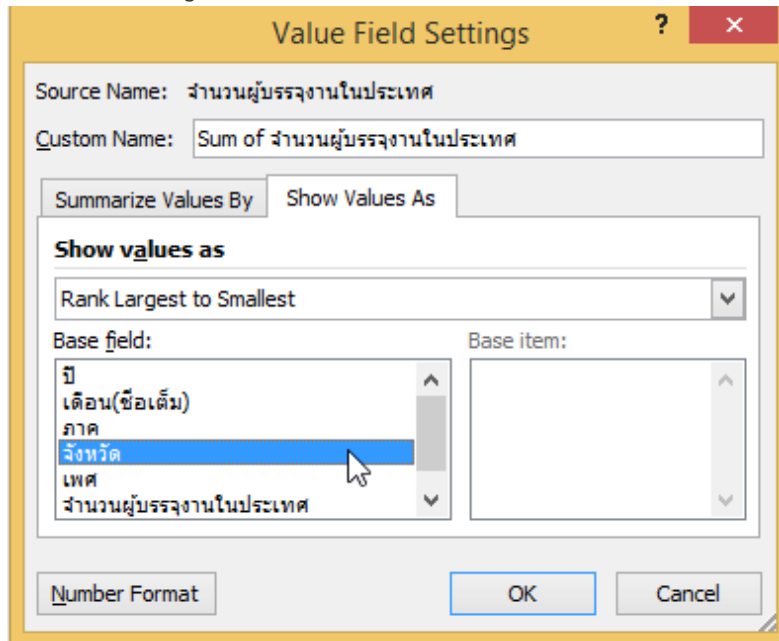 Value Field Settings ? ×
Source Name: จำนวนผู้บรรจุงานในประเทศ
Custom Name: Sum of จำนวนผู้บรรจุงานในประเทศ
Summarize Values By Show Values As
Show values as
Rank Largest to Smallest
Base field: Base item:
ปี
เดือน(ชื่อเต็ม)
ภาค
จังหวัด
เพศ
จำนวนผู้บรรจุงานในประเทศ
Number Format OK Cancel